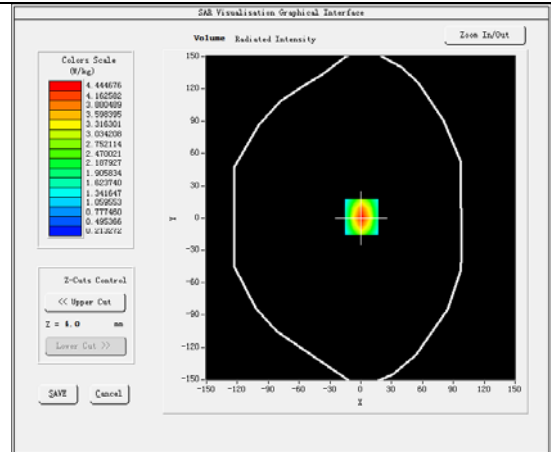 SAR Visualisation Graphical Interface
Volume Radiated Intensity
Zoom In/Out
Colors Scale
(W/kg)
4.444676
4.162582
3.880489
3.598395
3.316301
3.034208
2.752114
2.470021
2.187927
1.905834
1.623740
1.341647
1.059553
0.777460
0.495366
0.213272
150
120
90
60
30
0
-30
-60
-90
-120
-150
Y
-150 -120 -90 -60 -30 0 30 60 90 120 150
X
Z-Cuts Control
<< Upper Cut
Z = 4.0 mm
Lower Cut >>
SAVE Cancel